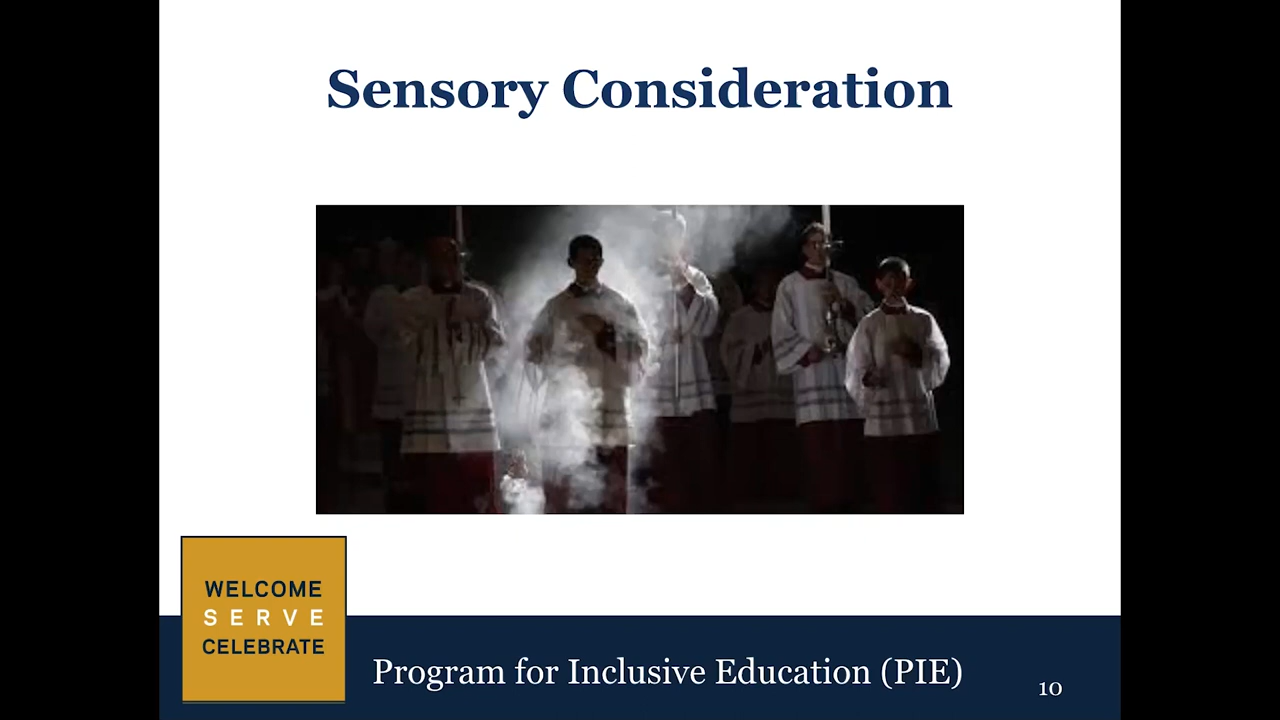 Sensory Consideration
WELCOME
SERVE
CELEBRATE
Program for Inclusive Education (PIE)
10